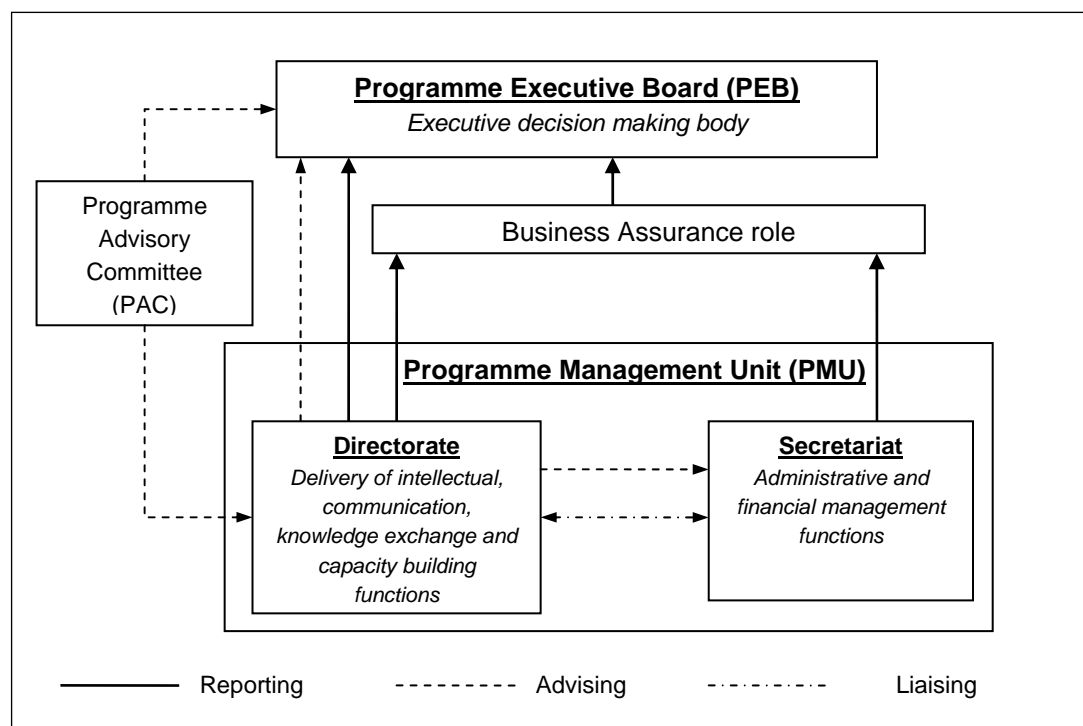 Programme Executive Board (PEB)
Executive decision making body
Programme
Advisory
Committee
(PAC)
Business Assurance role
Programme Management Unit (PMU)
Directorate
Delivery of intellectual,
communication,
knowledge exchange and
capacity building
functions
Secretariat
Administrative and
financial management
functions
Reporting
Advising
Liaising